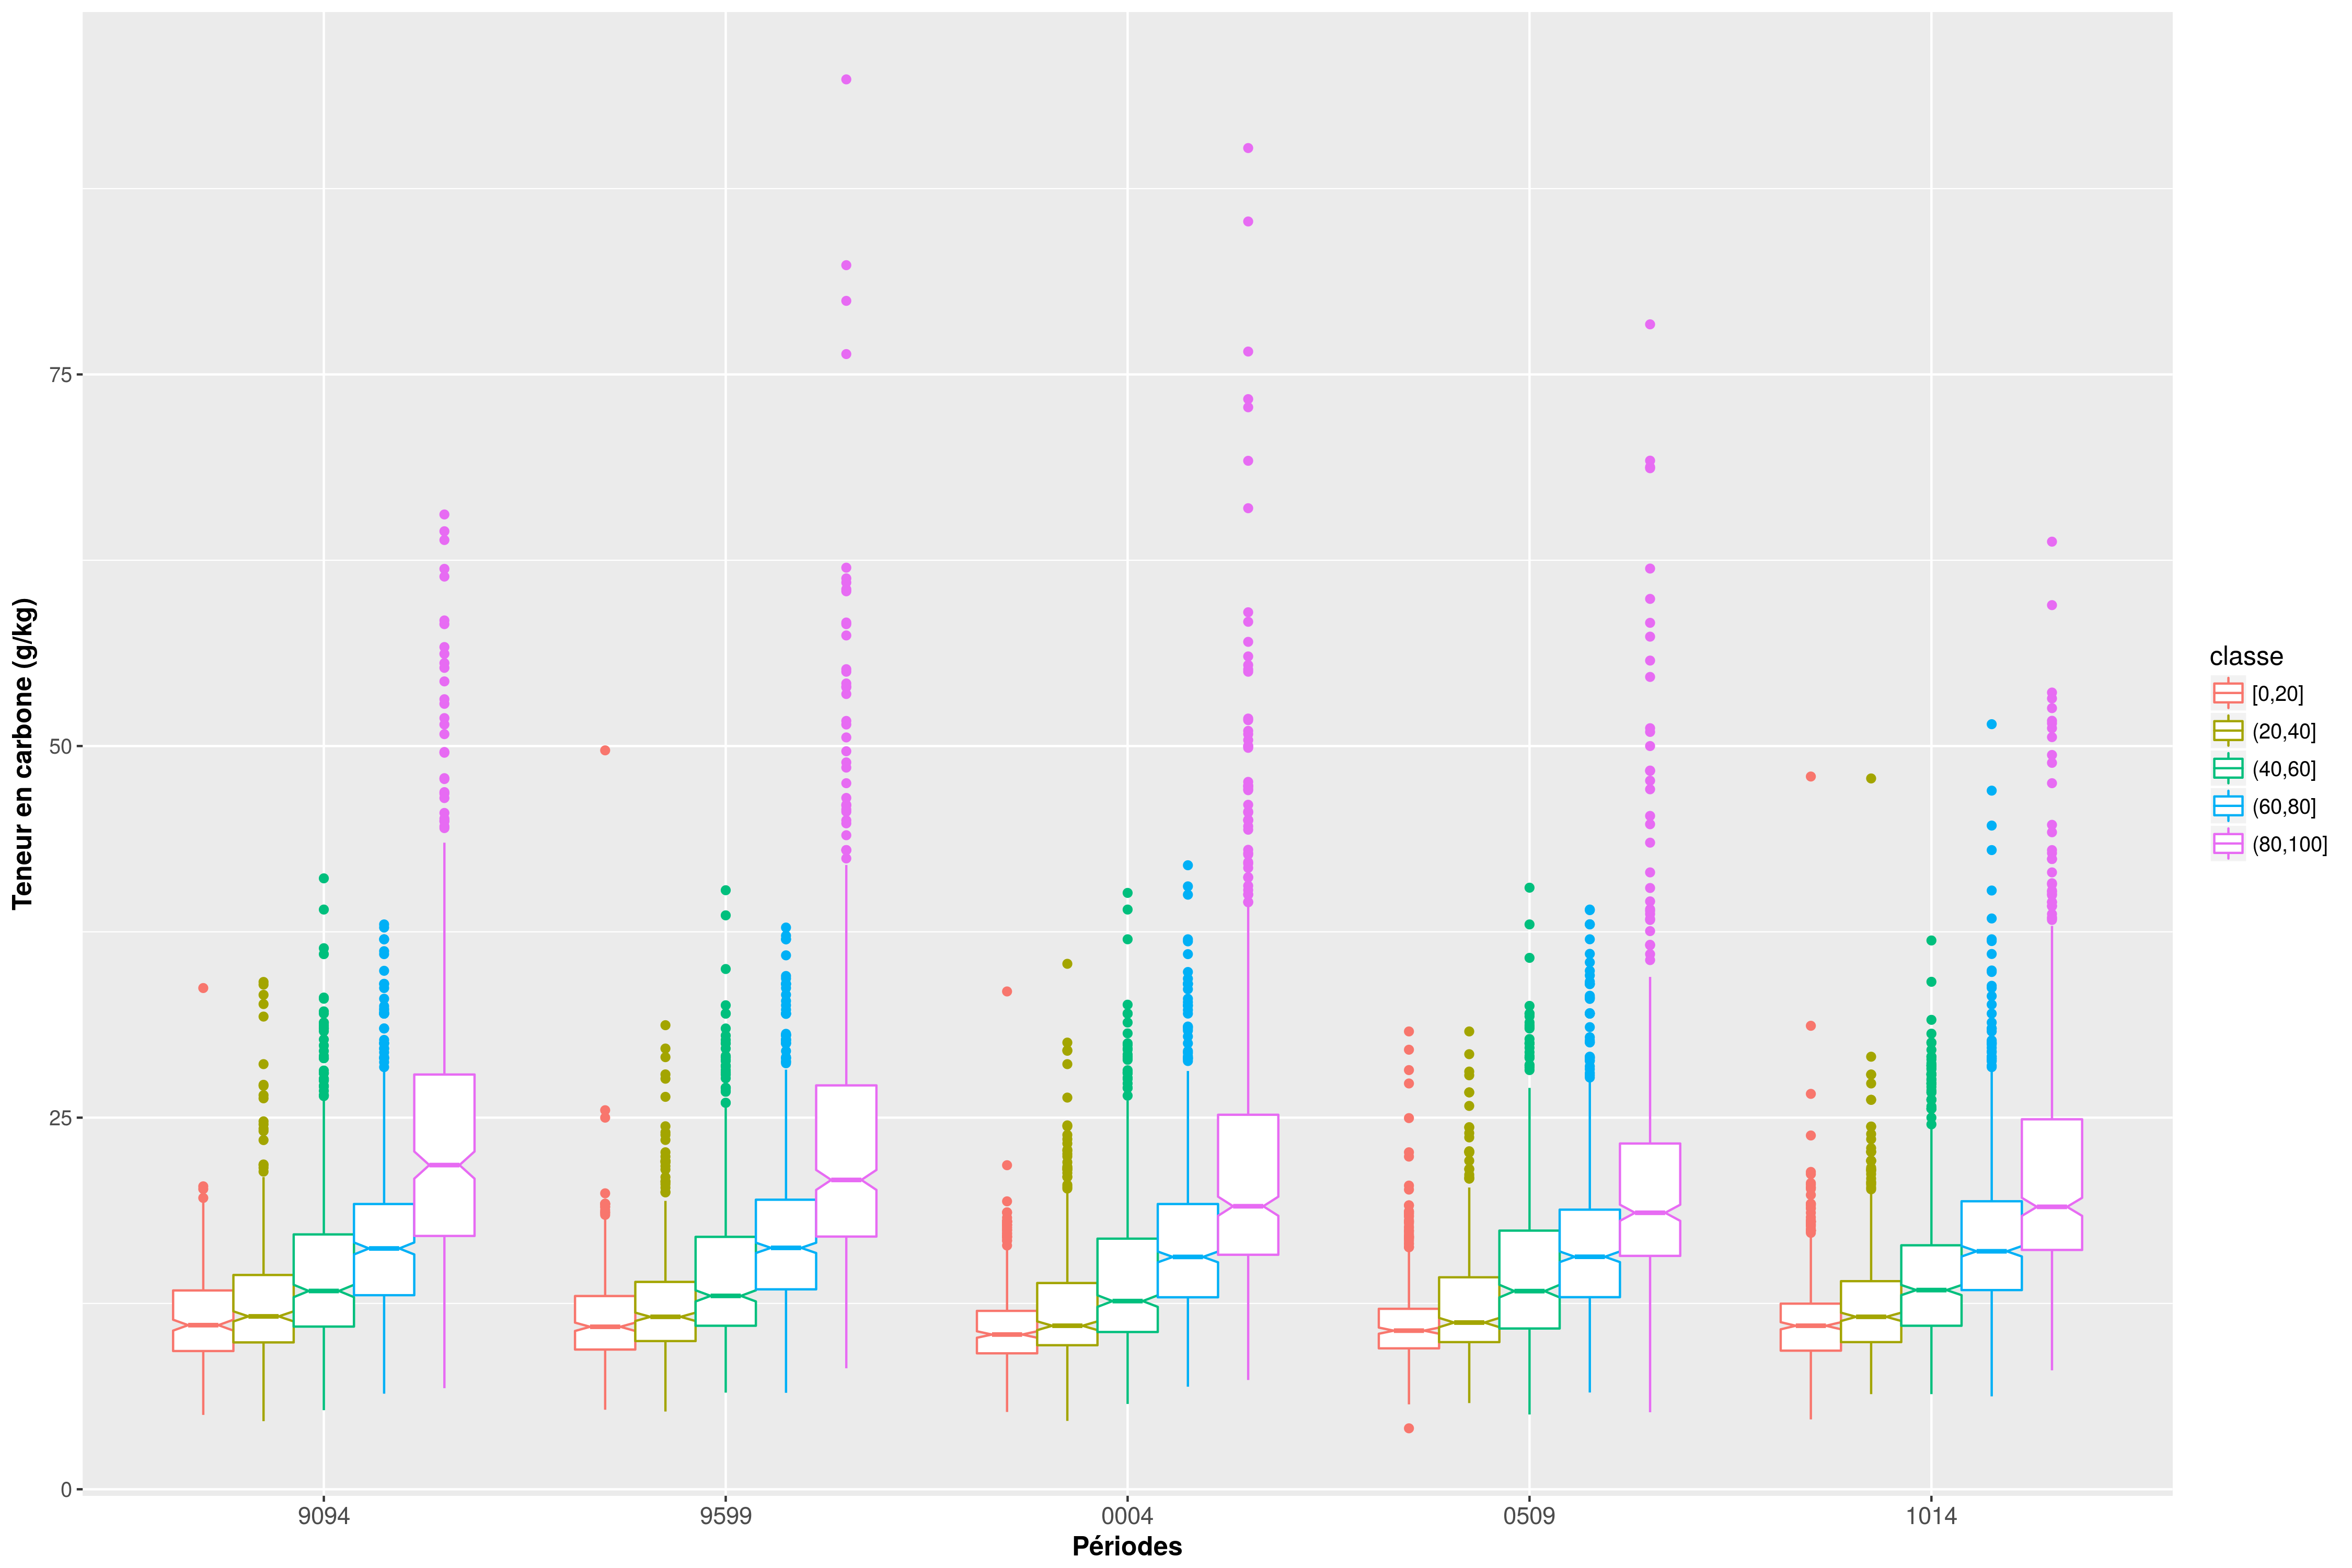 Teneur en carbone (g/kg)
75
50
25
0
9094 9599 0004 0509 1014
Périodes
classe
[0,20]
(20,40]
(40,60]
(60,80]
(80,100]